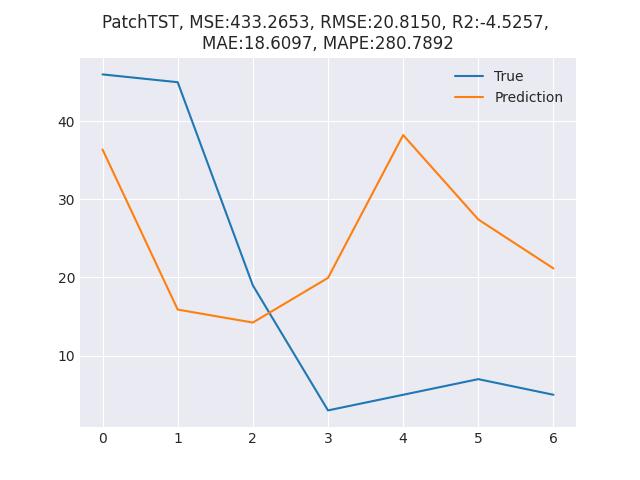 PatchTST, MSE:433.2653, RMSE:20.8150, R2:-4.5257,
MAE:18.6097, MAPE:280.7892
True
Prediction
40
30
20
10
0 1 2 3 4 5 6